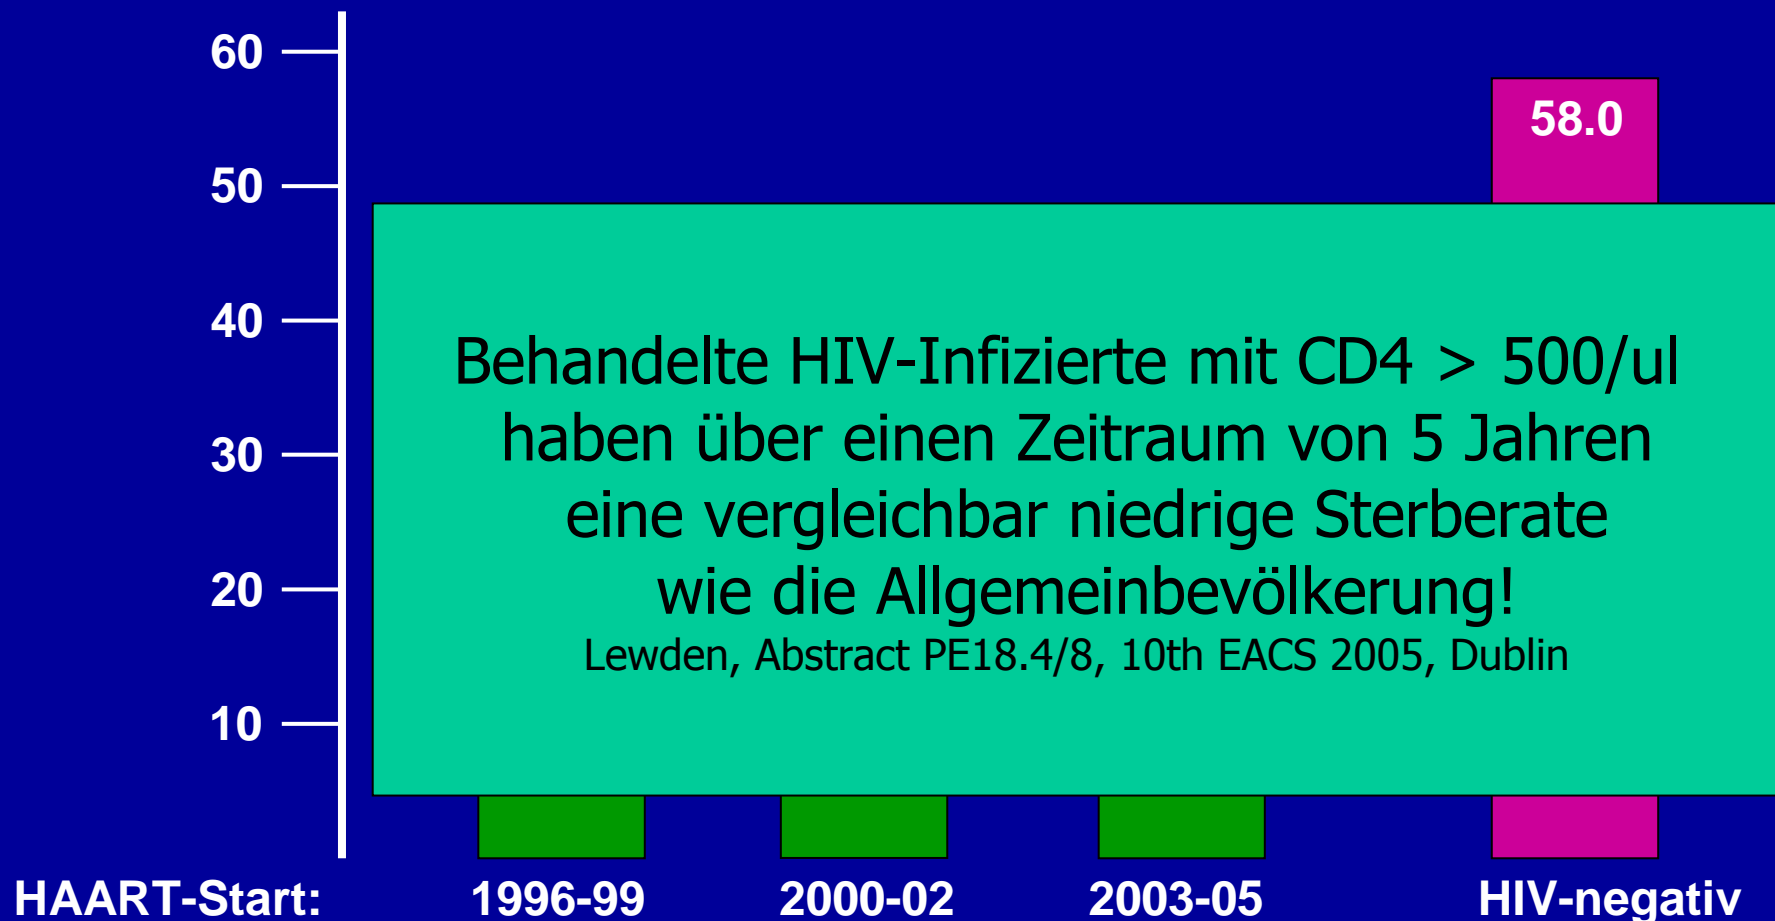 60
58.0
50
40
Behandelte HIV-Infizierte mit CD4 > 500/ul
haben über einen Zeitraum von 5 Jahren
30
eine vergleichbar niedrige Sterberate
20
wie die Allgemeinbevölkerung!
Lewden, Abstract PE18.4/8, 10th EACS 2005, Dublin
10
HAART-Start: 1996-99 2000-02 2003-05 HIV-negativ